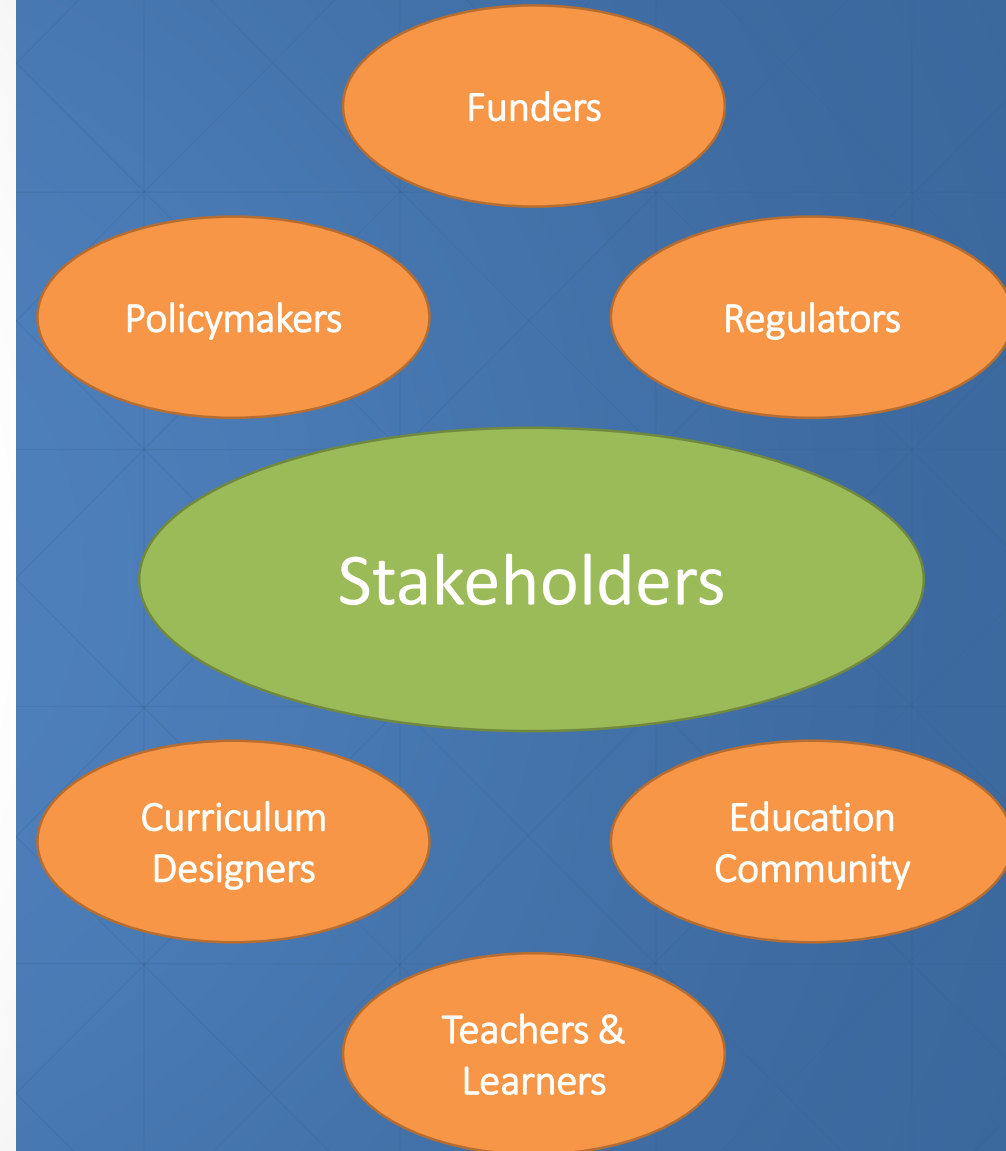 Funders
Policymakers
Regulators
Stakeholders
Curriculum
Designers
Education
Community
Teachers &
Learners